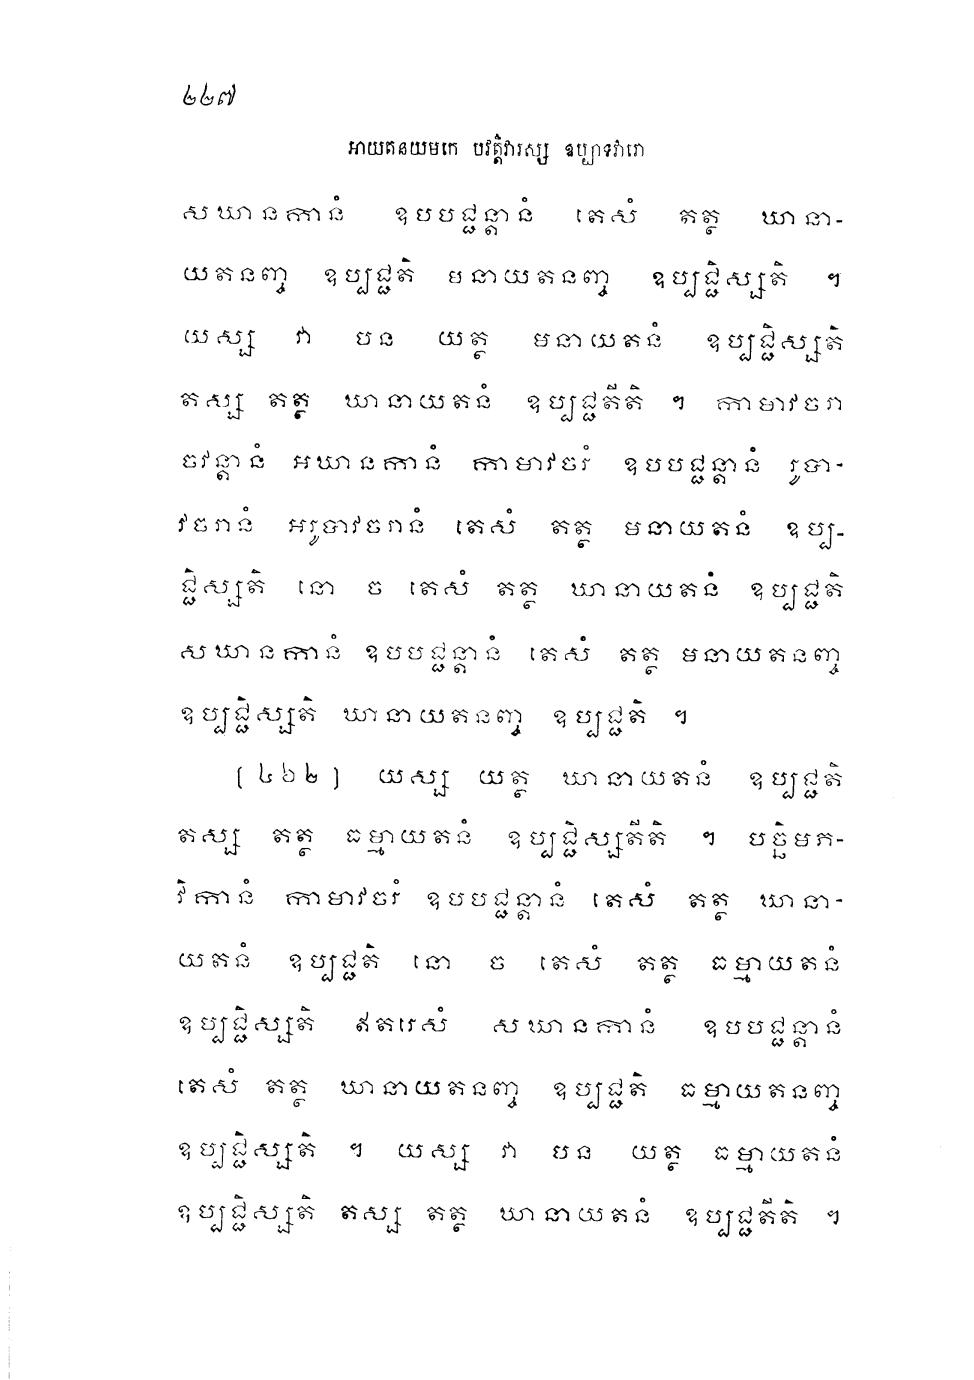 ២២៧
អាយតនយមកេ បវត្តិវារស្ស ឧប្បាទវារោ
សឃានកានំ ឧបបជ្ជន្តានំ តេសំ តត្ថ ឃានា-
យតនញ្ច ឧប្បជ្ជតិ មនាយតនញ្ច ឧប្បជ្ជិស្សតិ ។
យស្ស វា បន យត្ថ មនាយតនំ ឧប្បជ្ជិស្សតិ
តស្ស តត្ថ ឃានាយតនំ ឧប្បជ្ជតីតិ ។ កាមាវចរា
ចវន្តានំ អឃានកានំ កាមាវចរំ ឧបបជ្ជន្តានំ រូបា-
វចរានំ អរូបាវចរានំ តេសំ តត្ថ មនាយតនំ ឧប្ប-
ជ្ជិស្សតិ នោ ច តេសំ តត្ថ ឃានាយតនំ ឧប្បជ្ជតិ
សឃានកានំ ឧបបជ្ជន្តានំ តេសំ តត្ថ មនាយតនញ្ច
ឧប្បជ្ជិស្សតិ ឃានាយតនញ្ច ឧប្បជ្ជតិ ។
[៤៦២] យស្ស យត្ថ ឃានាយតនំ ឧប្បជ្ជតិ
តស្ស តត្ថ ធម្មាយតនំ ឧប្បជ្ជិស្សតីតិ ។ បច្ឆិមភ-
វិកានំ កាមាវចរំ ឧបបជ្ជន្តានំ តេសំ តត្ថ ឃានា-
យតនំ ឧប្បជ្ជតិ នោ ច តេសំ តត្ថ ធម្មាយតនំ
ឧប្បជ្ជិស្សតិ ឥតរេសំ សឃានកានំ ឧបបជ្ជន្តានំ
តេសំ តត្ថ ឃានាយតនញ្ច ឧប្បជ្ជតិ ធម្មាយតនញ្ច
ឧប្បជ្ជិស្សតិ ។ យស្ស វា បន យត្ថ ធម្មាយតនំ
ឧប្បជ្ជិស្សតិ តស្ស តត្ថ ឃានាយតនំ ឧប្បជ្ជតីតិ ។